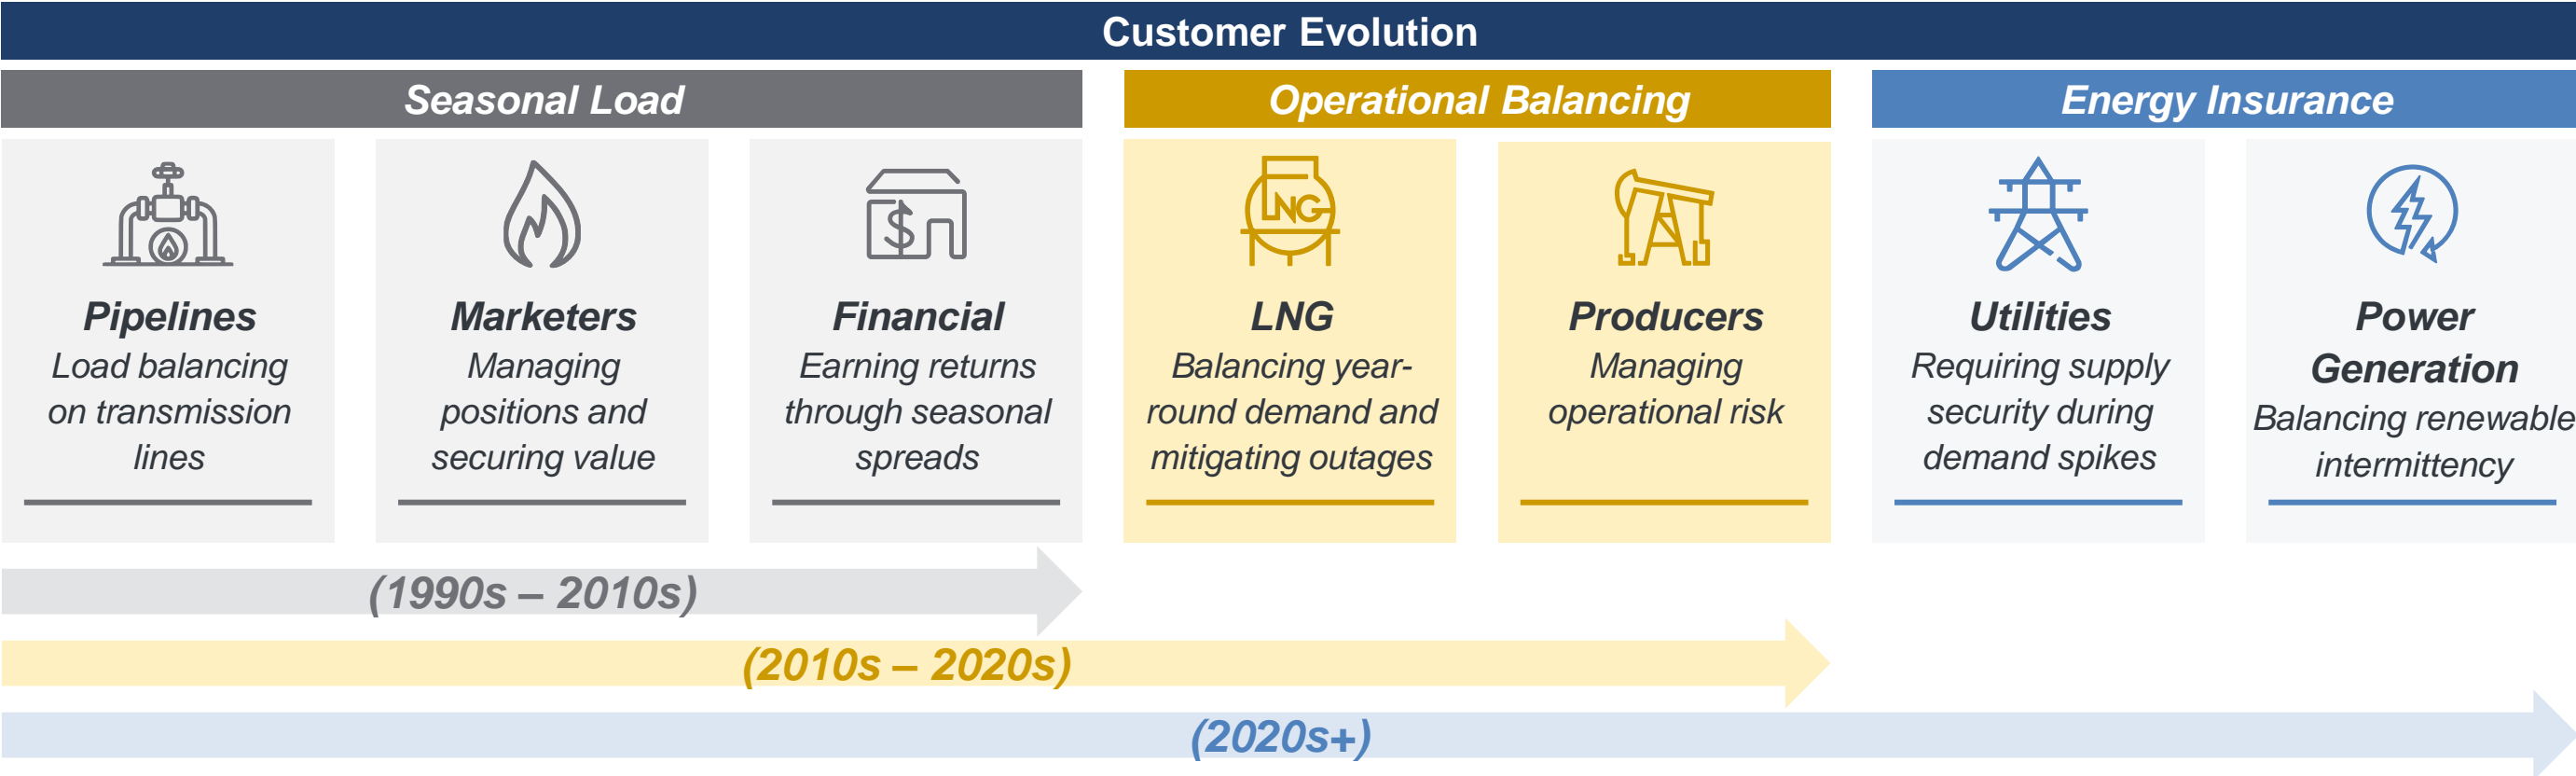 Customer Evolution
Seasonal Load
Operational Balancing
Energy Insurance
Pipelines
Load balancing
on transmission
lines
Marketers
Managing
positions and
securing value
$
Financial
Earning returns
through seasonal
spreads
LNG
LNG
Balancing year-
round demand and
mitigating outages
Producers
Managing
operational risk
Utilities
Requiring supply
security during
demand spikes
Power
Generation
Balancing renewable
intermittency
(1990s – 2010s)
(2010s – 2020s)
(2020s+)